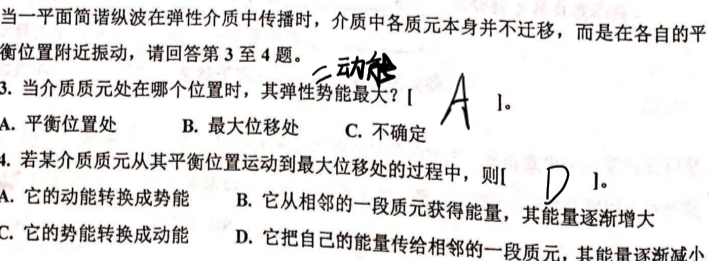 当一平面简谐纵波在弹性介质中传播时，介质中各质元本身并不迁移，而是在各自的平
衡位置附近振动，请回答第 3 至 4 题。
=动能
3. 当介质质元处在哪个位置时，其弹性势能最大？[ A ]。
A. 平衡位置处 B. 最大位移处 C. 不确定
4. 若某介质质元从其平衡位置运动到最大位移处的过程中，则[ D ]。
A. 它的动能转换成势能 B. 它从相邻的一段质元获得能量，其能量逐渐增大
C. 它的势能转换成动能 D. 它把自己的能量传给相邻的一段质元，其能量逐渐减小